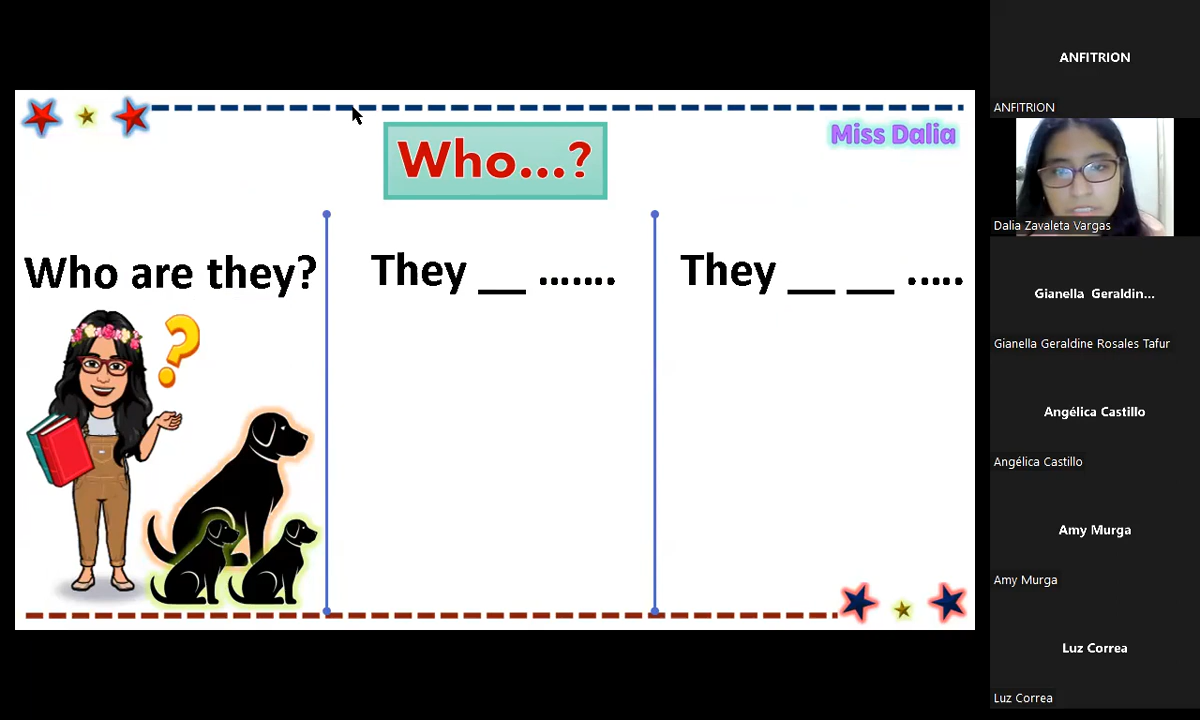 Miss Dalia
Who...?
Who are they?
They __ .......
They __ __ .....
ANFITRION
ANFITRION
Dalia Zavaleta Vargas
Gianella Geraldin...
Gianella Geraldine Rosales Tafur
Angélica Castillo
Angélica Castillo
Amy Murga
Amy Murga
Luz Correa
Luz Correa